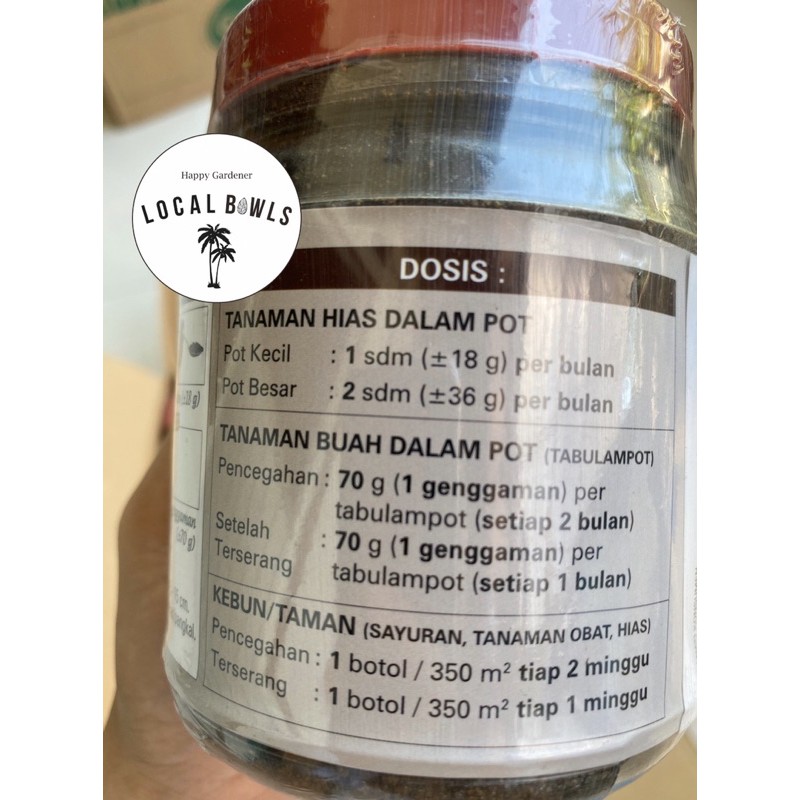 Happy Gardener
LOCAL BOWLS
DOSIS :
TANAMAN HIAS DALAM POT
Pot Kecil : 1 sdm (±18 g) per bulan
Pot Besar : 2 sdm (±36 g) per bulan
TANAMAN BUAH DALAM POT (TABULAMPOT)
Pencegahan : 70 g (1 genggaman) per
tabulampot (setiap 2 bulan)
Setelah
Terserang : 70 g (1 genggaman) per
tabulampot (setiap 1 bulan)
KEBUN/TAMAN (SAYURAN, TANAMAN OBAT, HIAS)
Pencegahan : 1 botol / 350 m² tiap 2 minggu
Terserang : 1 botol / 350 m² tiap 1 minggu
cm.